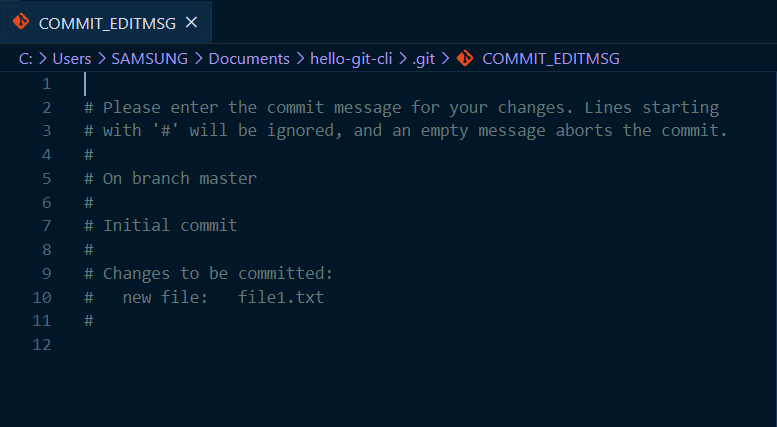 COMMIT_EDITMSG ✕
C: > Users > SAMSUNG > Documents > hello-git-cli > .git > COMMIT_EDITMSG
1
2 # Please enter the commit message for your changes. Lines starting
3 # with '#' will be ignored, and an empty message aborts the commit.
4 #
5 # On branch master
6 #
7 # Initial commit
8 #
9 # Changes to be committed:
10 #   new file:   file1.txt
11 #
12